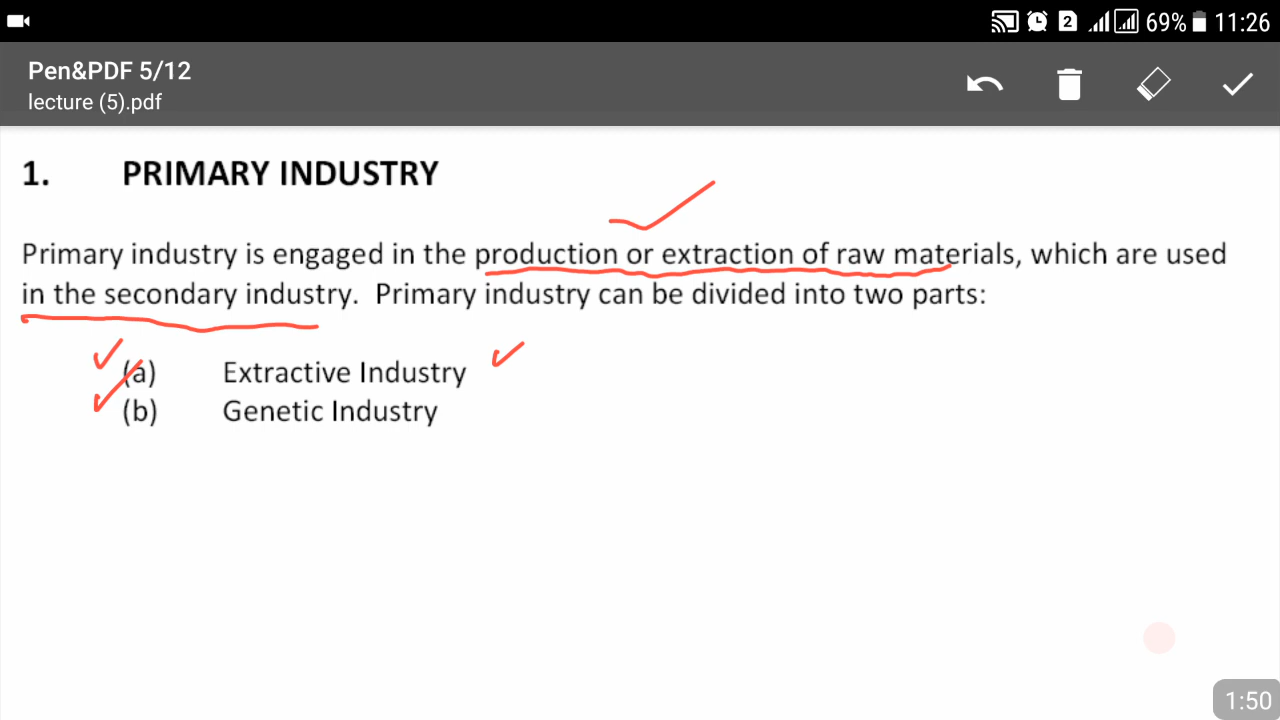 2 69% 11:26
Pen&PDF 5/12
lecture (5).pdf
1. PRIMARY INDUSTRY
Primary industry is engaged in the production or extraction of raw materials, which are used
in the secondary industry. Primary industry can be divided into two parts:
(a) Extractive Industry
(b) Genetic Industry
1:50